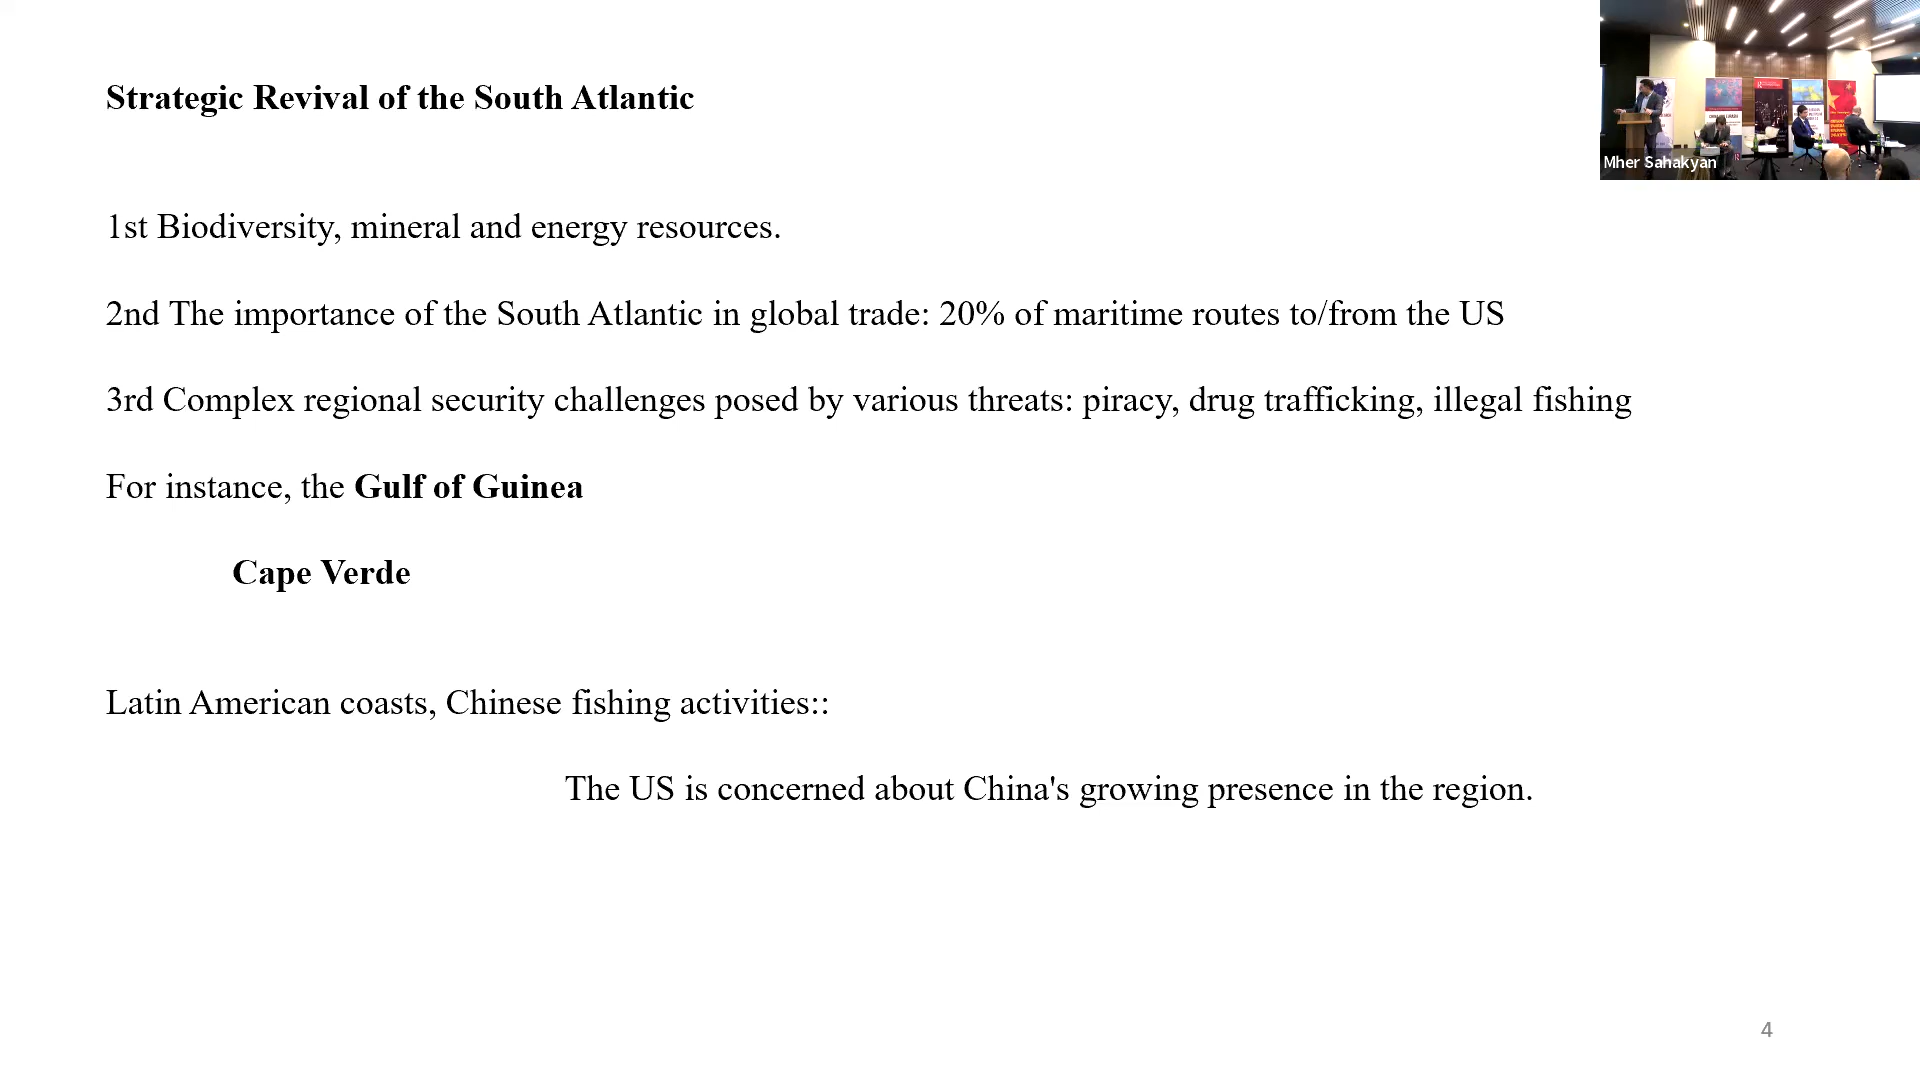 Strategic Revival of the South Atlantic
Mher Sahakyan
1st Biodiversity, mineral and energy resources.
2nd The importance of the South Atlantic in global trade: 20% of maritime routes to/from the US
3rd Complex regional security challenges posed by various threats: piracy, drug trafficking, illegal fishing
For instance, the Gulf of Guinea
Cape Verde
Latin American coasts, Chinese fishing activities::
The US is concerned about China's growing presence in the region.
4